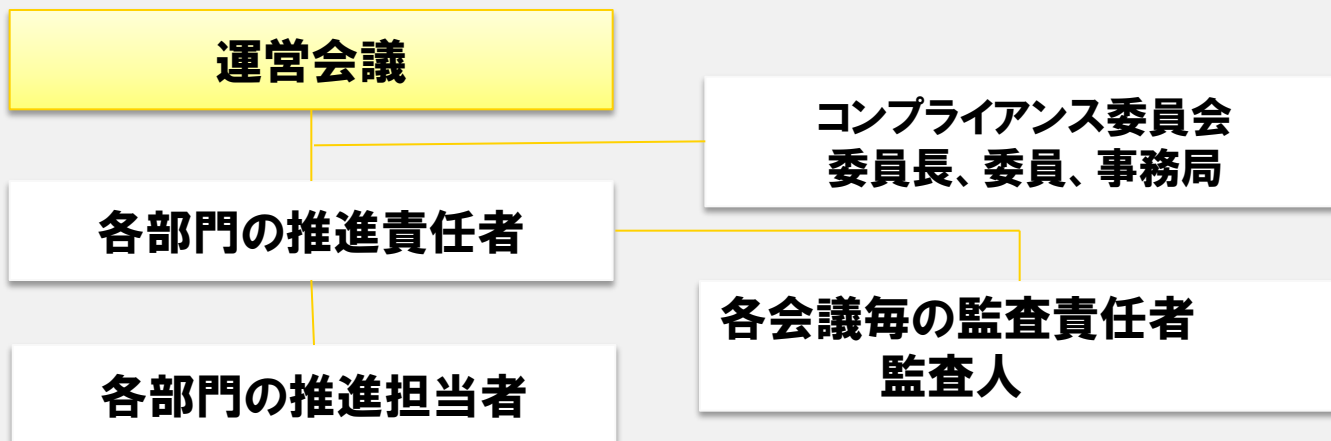 運営会議
コンプライアンス委員会
委員長、委員、事務局
各部門の推進責任者
各会議毎の監査責任者
監査人
各部門の推進担当者